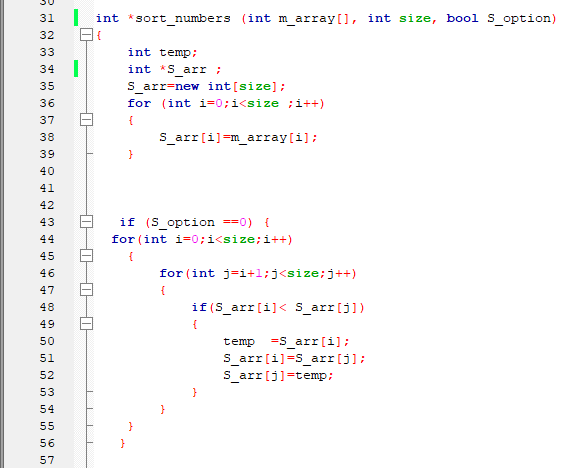 30
31 int *sort_numbers (int m_array[], int size, bool S_option)
32 {
33 int temp;
34 int *S_arr ;
35 S_arr=new int[size];
36 for (int i=0;i<size ;i++)
37 {
38 S_arr[i]=m_array[i];
39 }
40
41
42
43 if (S_option ==0) {
44 for(int i=0;i<size;i++)
45 {
46 for(int j=i+1;j<size;j++)
47 {
48 if(S_arr[i]< S_arr[j])
49 {
50 temp =S_arr[i];
51 S_arr[i]=S_arr[j];
52 S_arr[j]=temp;
53 }
54 }
55 }
56 }
57